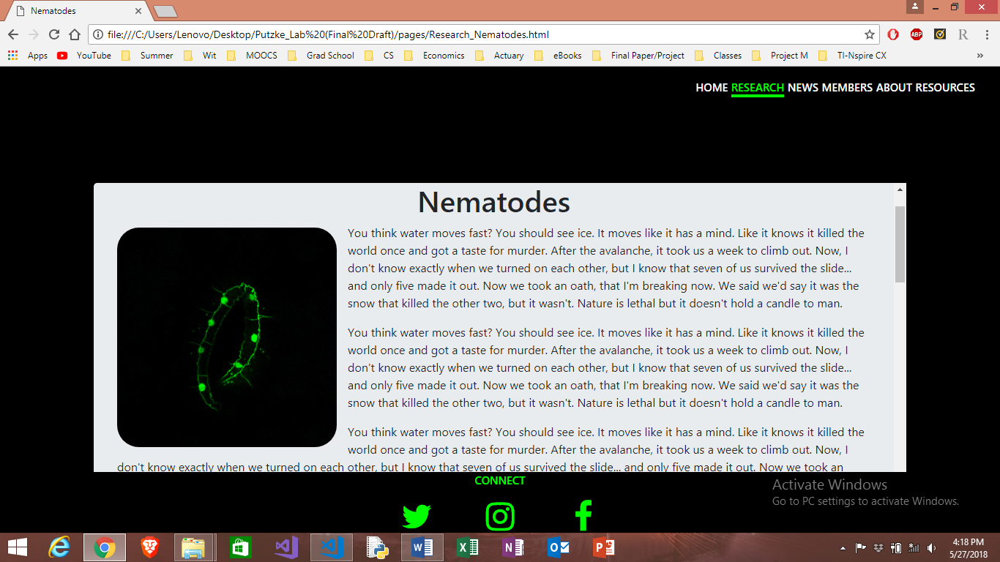 Nematodes
file:///C:/Users/Lenovo/Desktop/Putzke_Lab%20(Final%20Draft)/pages/Research_Nematodes.html
ABP
R
Apps YouTube Summer Wit MOOCS Grad School CS Economics Actuary eBooks Final Paper/Project Classes Project M TI-Nspire CX »
HOME RESEARCH NEWS MEMBERS ABOUT RESOURCES
Nematodes
You think water moves fast? You should see ice. It moves like it has a mind. Like it knows it killed the
world once and got a taste for murder. After the avalanche, it took us a week to climb out. Now, I
don't know exactly when we turned on each other, but I know that seven of us survived the slide...
and only five made it out. Now we took an oath, that I'm breaking now. We said we'd say it was the
snow that killed the other two, but it wasn't. Nature is lethal but it doesn't hold a candle to man.
You think water moves fast? You should see ice. It moves like it has a mind. Like it knows it killed the
world once and got a taste for murder. After the avalanche, it took us a week to climb out. Now, I
don't know exactly when we turned on each other, but I know that seven of us survived the slide...
and only five made it out. Now we took an oath, that I'm breaking now. We said we'd say it was the
snow that killed the other two, but it wasn't. Nature is lethal but it doesn't hold a candle to man.
You think water moves fast? You should see ice. It moves like it has a mind. Like it knows it killed the
world once and got a taste for murder. After the avalanche, it took us a week to climb out. Now, I
don't know exactly when we turned on each other, but I know that seven of us survived the slide... and only five made it out. Now we took an
CONNECT
Activate Windows
Go to PC settings to activate Windows.
4:18 PM
5/27/2018